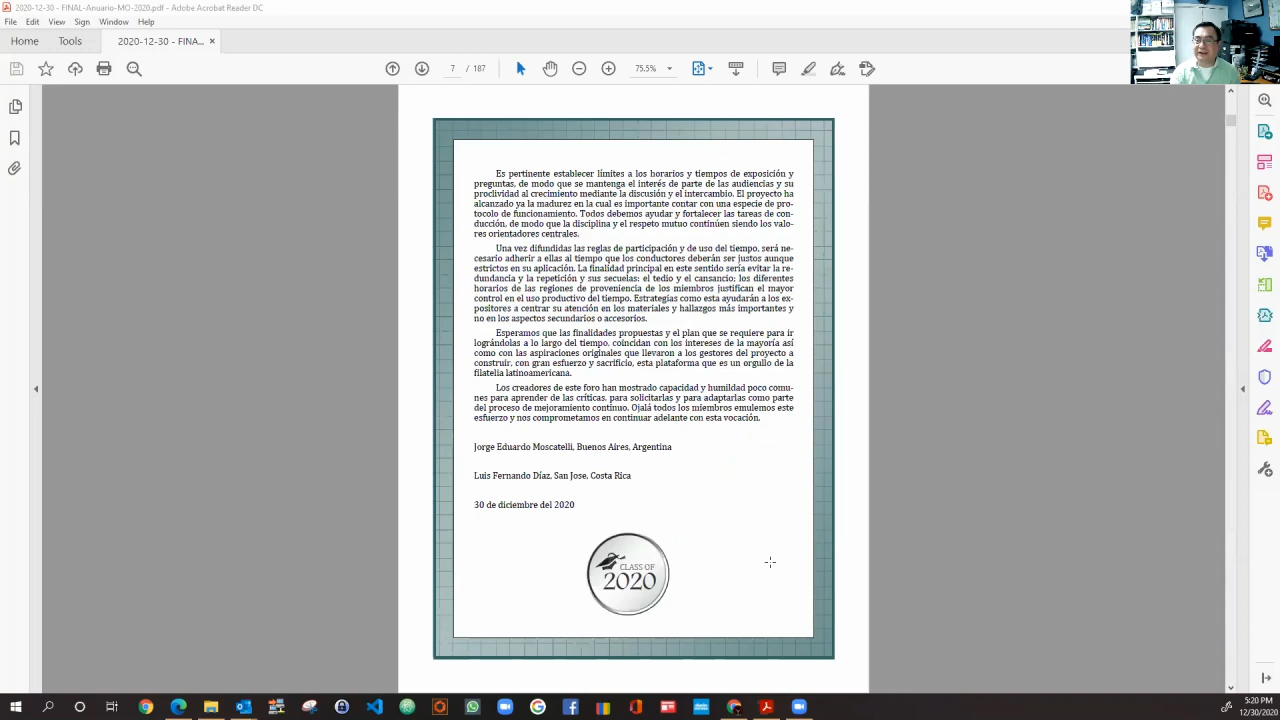 2020-12-30 - FINAL-Anuario-MO-2020.pdf - Adobe Acrobat Reader DC
File Edit View Sign Window Help
Home Tools 2020-12-30 - FINA... ×
7 / 187 75.5%
Es pertinente establecer límites a los horarios y tiempos de exposición y
preguntas, de modo que se mantenga el interés de parte de las audiencias y su
proclividad al crecimiento mediante la discusión y el intercambio. El proyecto ha
alcanzado ya la madurez en la cual es importante contar con una especie de pro-
tocolo de funcionamiento. Todos debemos ayudar y fortalecer las tareas de con-
ducción, de modo que la disciplina y el respeto mutuo continúen siendo los valo-
res orientadores centrales.
Una vez difundidas las reglas de participación y de uso del tiempo, será ne-
cesario adherir a ellas al tiempo que los conductores deberán ser justos aunque
estrictos en su aplicación. La finalidad principal en este sentido sería evitar la re-
dundancia y la repetición y sus secuelas: el tedio y el cansancio; los diferentes
horarios de las regiones de proveniencia de los miembros justifican el mayor
control en el uso productivo del tiempo. Estrategias como esta ayudarán a los ex-
positores a centrar su atención en los materiales y hallazgos más importantes y
no en los aspectos secundarios o accesorios.
Esperamos que las finalidades propuestas y el plan que se requiere para ir
lográndolas a lo largo del tiempo, coincidan con los intereses de la mayoría así
como con las aspiraciones originales que llevaron a los gestores del proyecto a
construir, con gran esfuerzo y sacrificio, esta plataforma que es un orgullo de la
filatelia latinoamericana.
Los creadores de este foro han mostrado capacidad y humildad poco comu-
nes para aprender de las críticas, para solicitarlas y para adaptarlas como parte
del proceso de mejoramiento continuo. Ojalá todos los miembros emulemos este
esfuerzo y nos comprometamos en continuar adelante con esta vocación.
Jorge Eduardo Moscatelli, Buenos Aires, Argentina
Luis Fernando Díaz, San Jose, Costa Rica
30 de diciembre del 2020
CLASS OF
2020
5:20 PM
12/30/2020